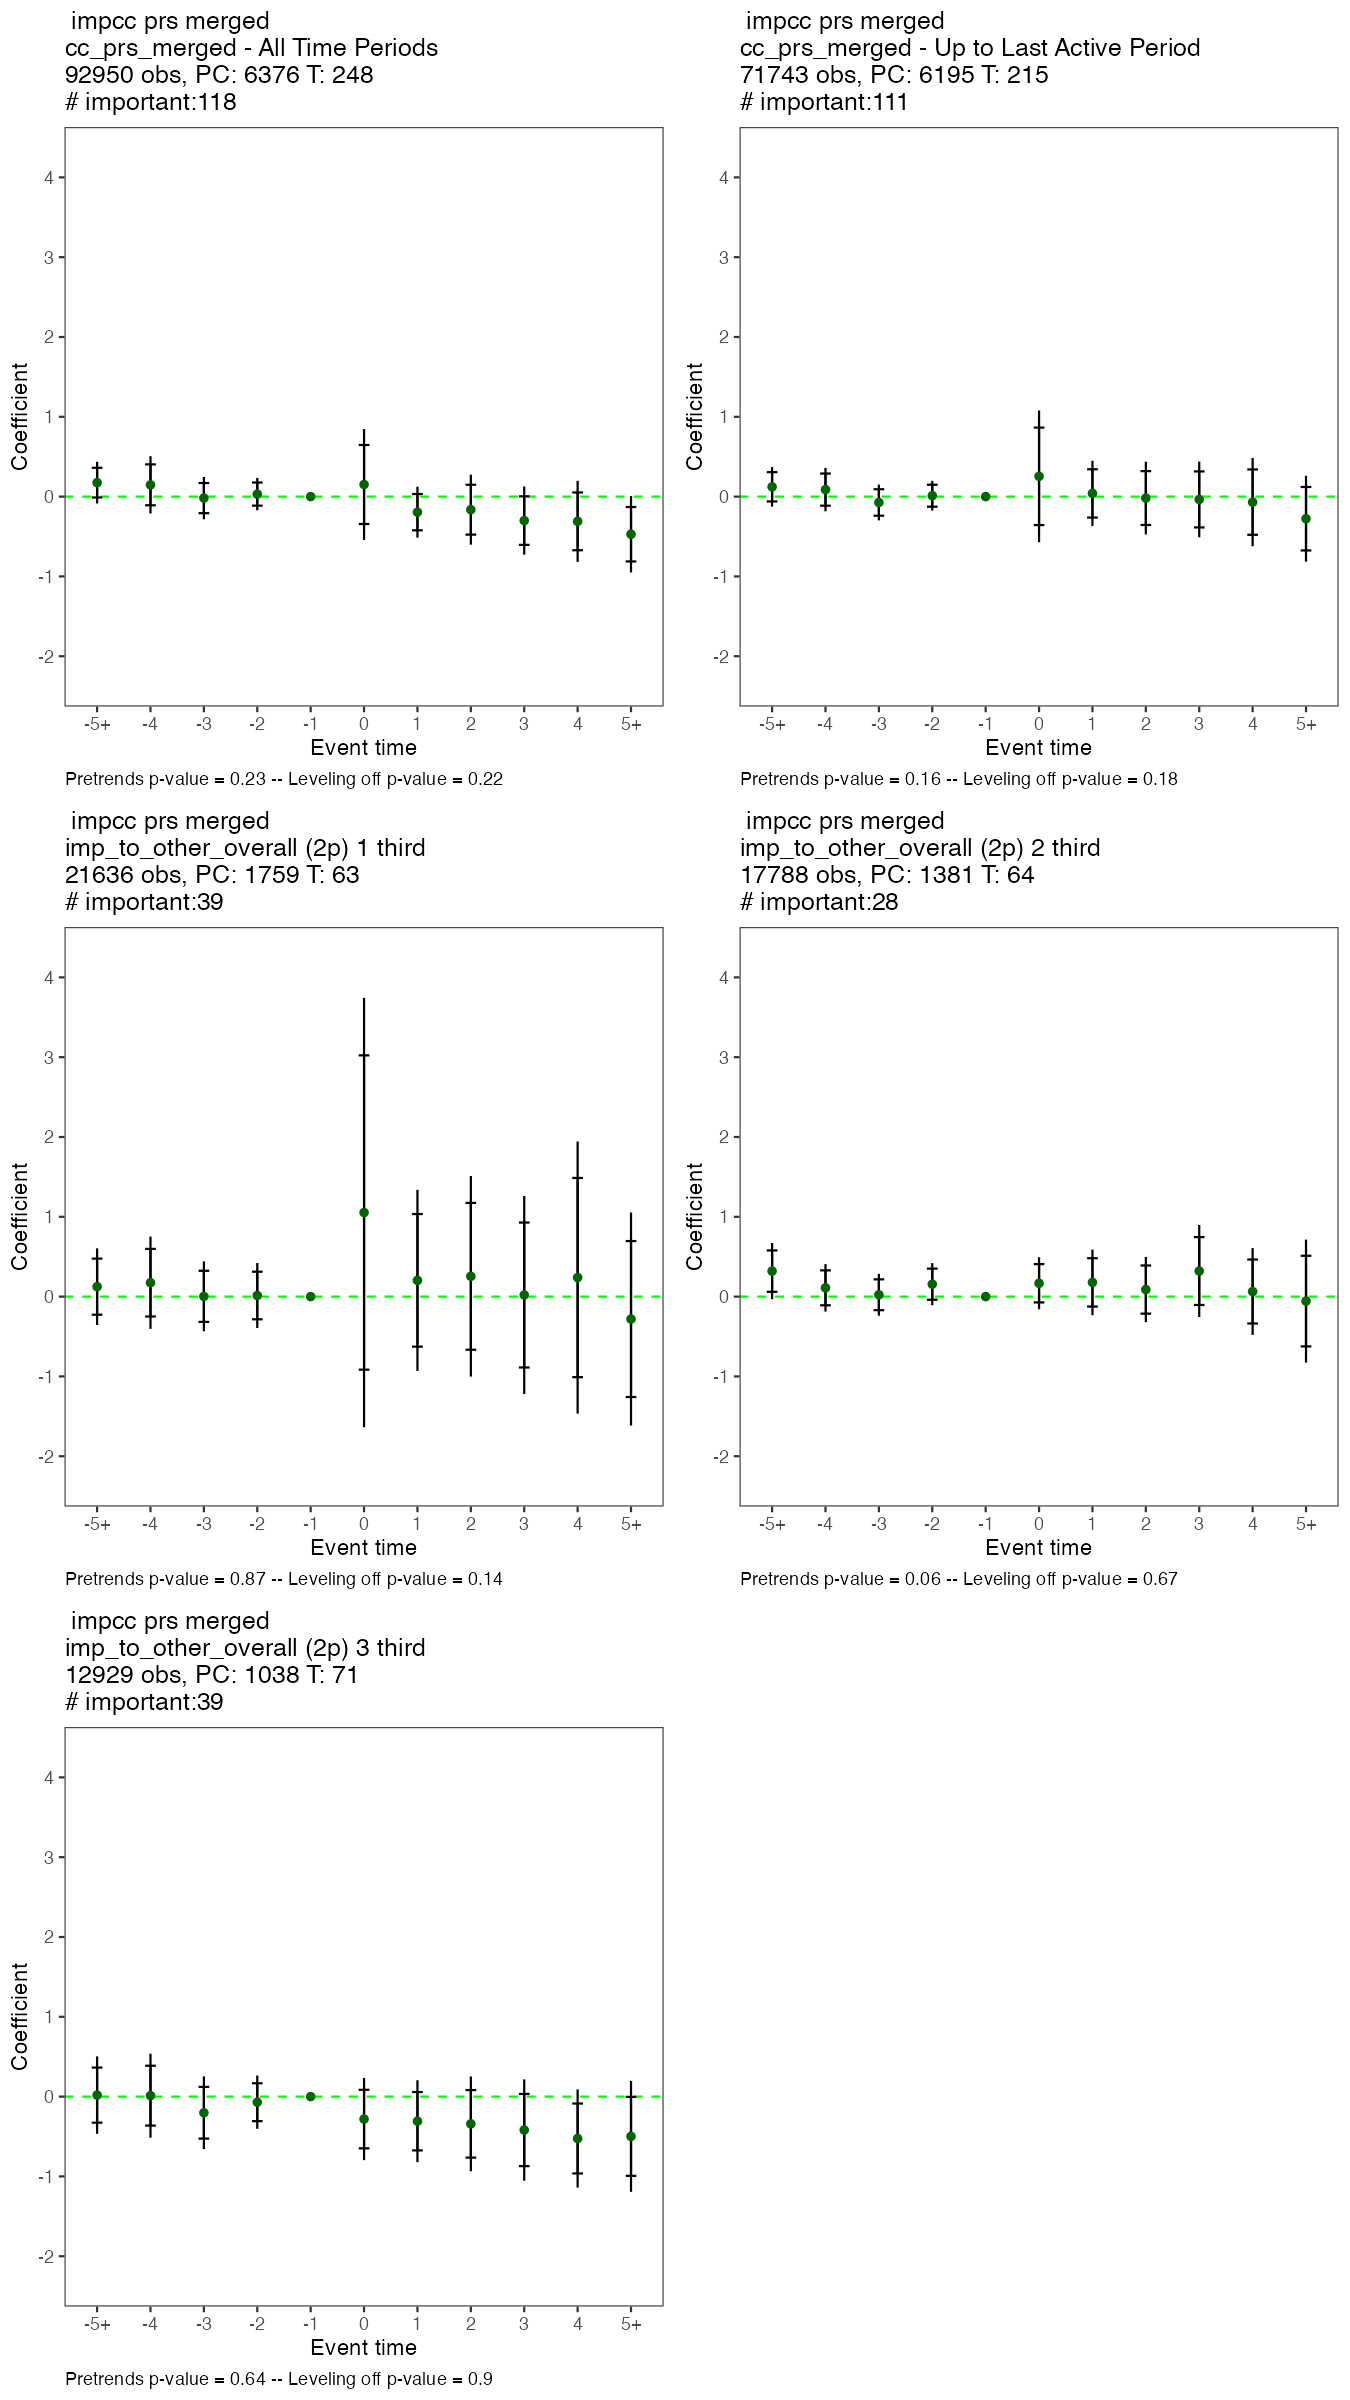 impcc prs merged
cc_prs_merged - All Time Periods
92950 obs, PC: 6376 T: 248
# important:118
4
3
2
1
0
-1
-2
Coefficient
-5+ -4 -3 -2 -1 0 1 2 3 4 5+
Event time
Pretrends p-value = 0.23 -- Leveling off p-value = 0.22
impcc prs merged
cc_prs_merged - Up to Last Active Period
71743 obs, PC: 6195 T: 215
# important:111
4
3
2
1
0
-1
-2
Coefficient
-5+ -4 -3 -2 -1 0 1 2 3 4 5+
Event time
Pretrends p-value = 0.16 -- Leveling off p-value = 0.18
impcc prs merged
imp_to_other_overall (2p) 1 third
21636 obs, PC: 1759 T: 63
# important:39
4
3
2
1
0
-1
-2
Coefficient
-5+ -4 -3 -2 -1 0 1 2 3 4 5+
Event time
Pretrends p-value = 0.87 -- Leveling off p-value = 0.14
impcc prs merged
imp_to_other_overall (2p) 2 third
17788 obs, PC: 1381 T: 64
# important:28
4
3
2
1
0
-1
-2
Coefficient
-5+ -4 -3 -2 -1 0 1 2 3 4 5+
Event time
Pretrends p-value = 0.06 -- Leveling off p-value = 0.67
impcc prs merged
imp_to_other_overall (2p) 3 third
12929 obs, PC: 1038 T: 71
# important:39
4
3
2
1
0
-1
-2
Coefficient
-5+ -4 -3 -2 -1 0 1 2 3 4 5+
Event time
Pretrends p-value = 0.64 -- Leveling off p-value = 0.9